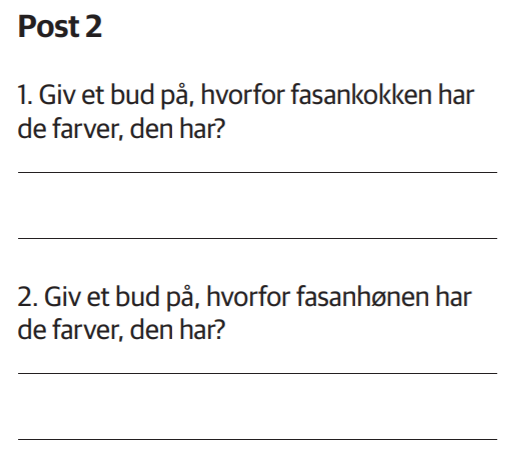 Post 2
1. Giv et bud på, hvorfor fasankokken har
de farver, den har?
2. Giv et bud på, hvorfor fasanhønen har
de farver, den har?